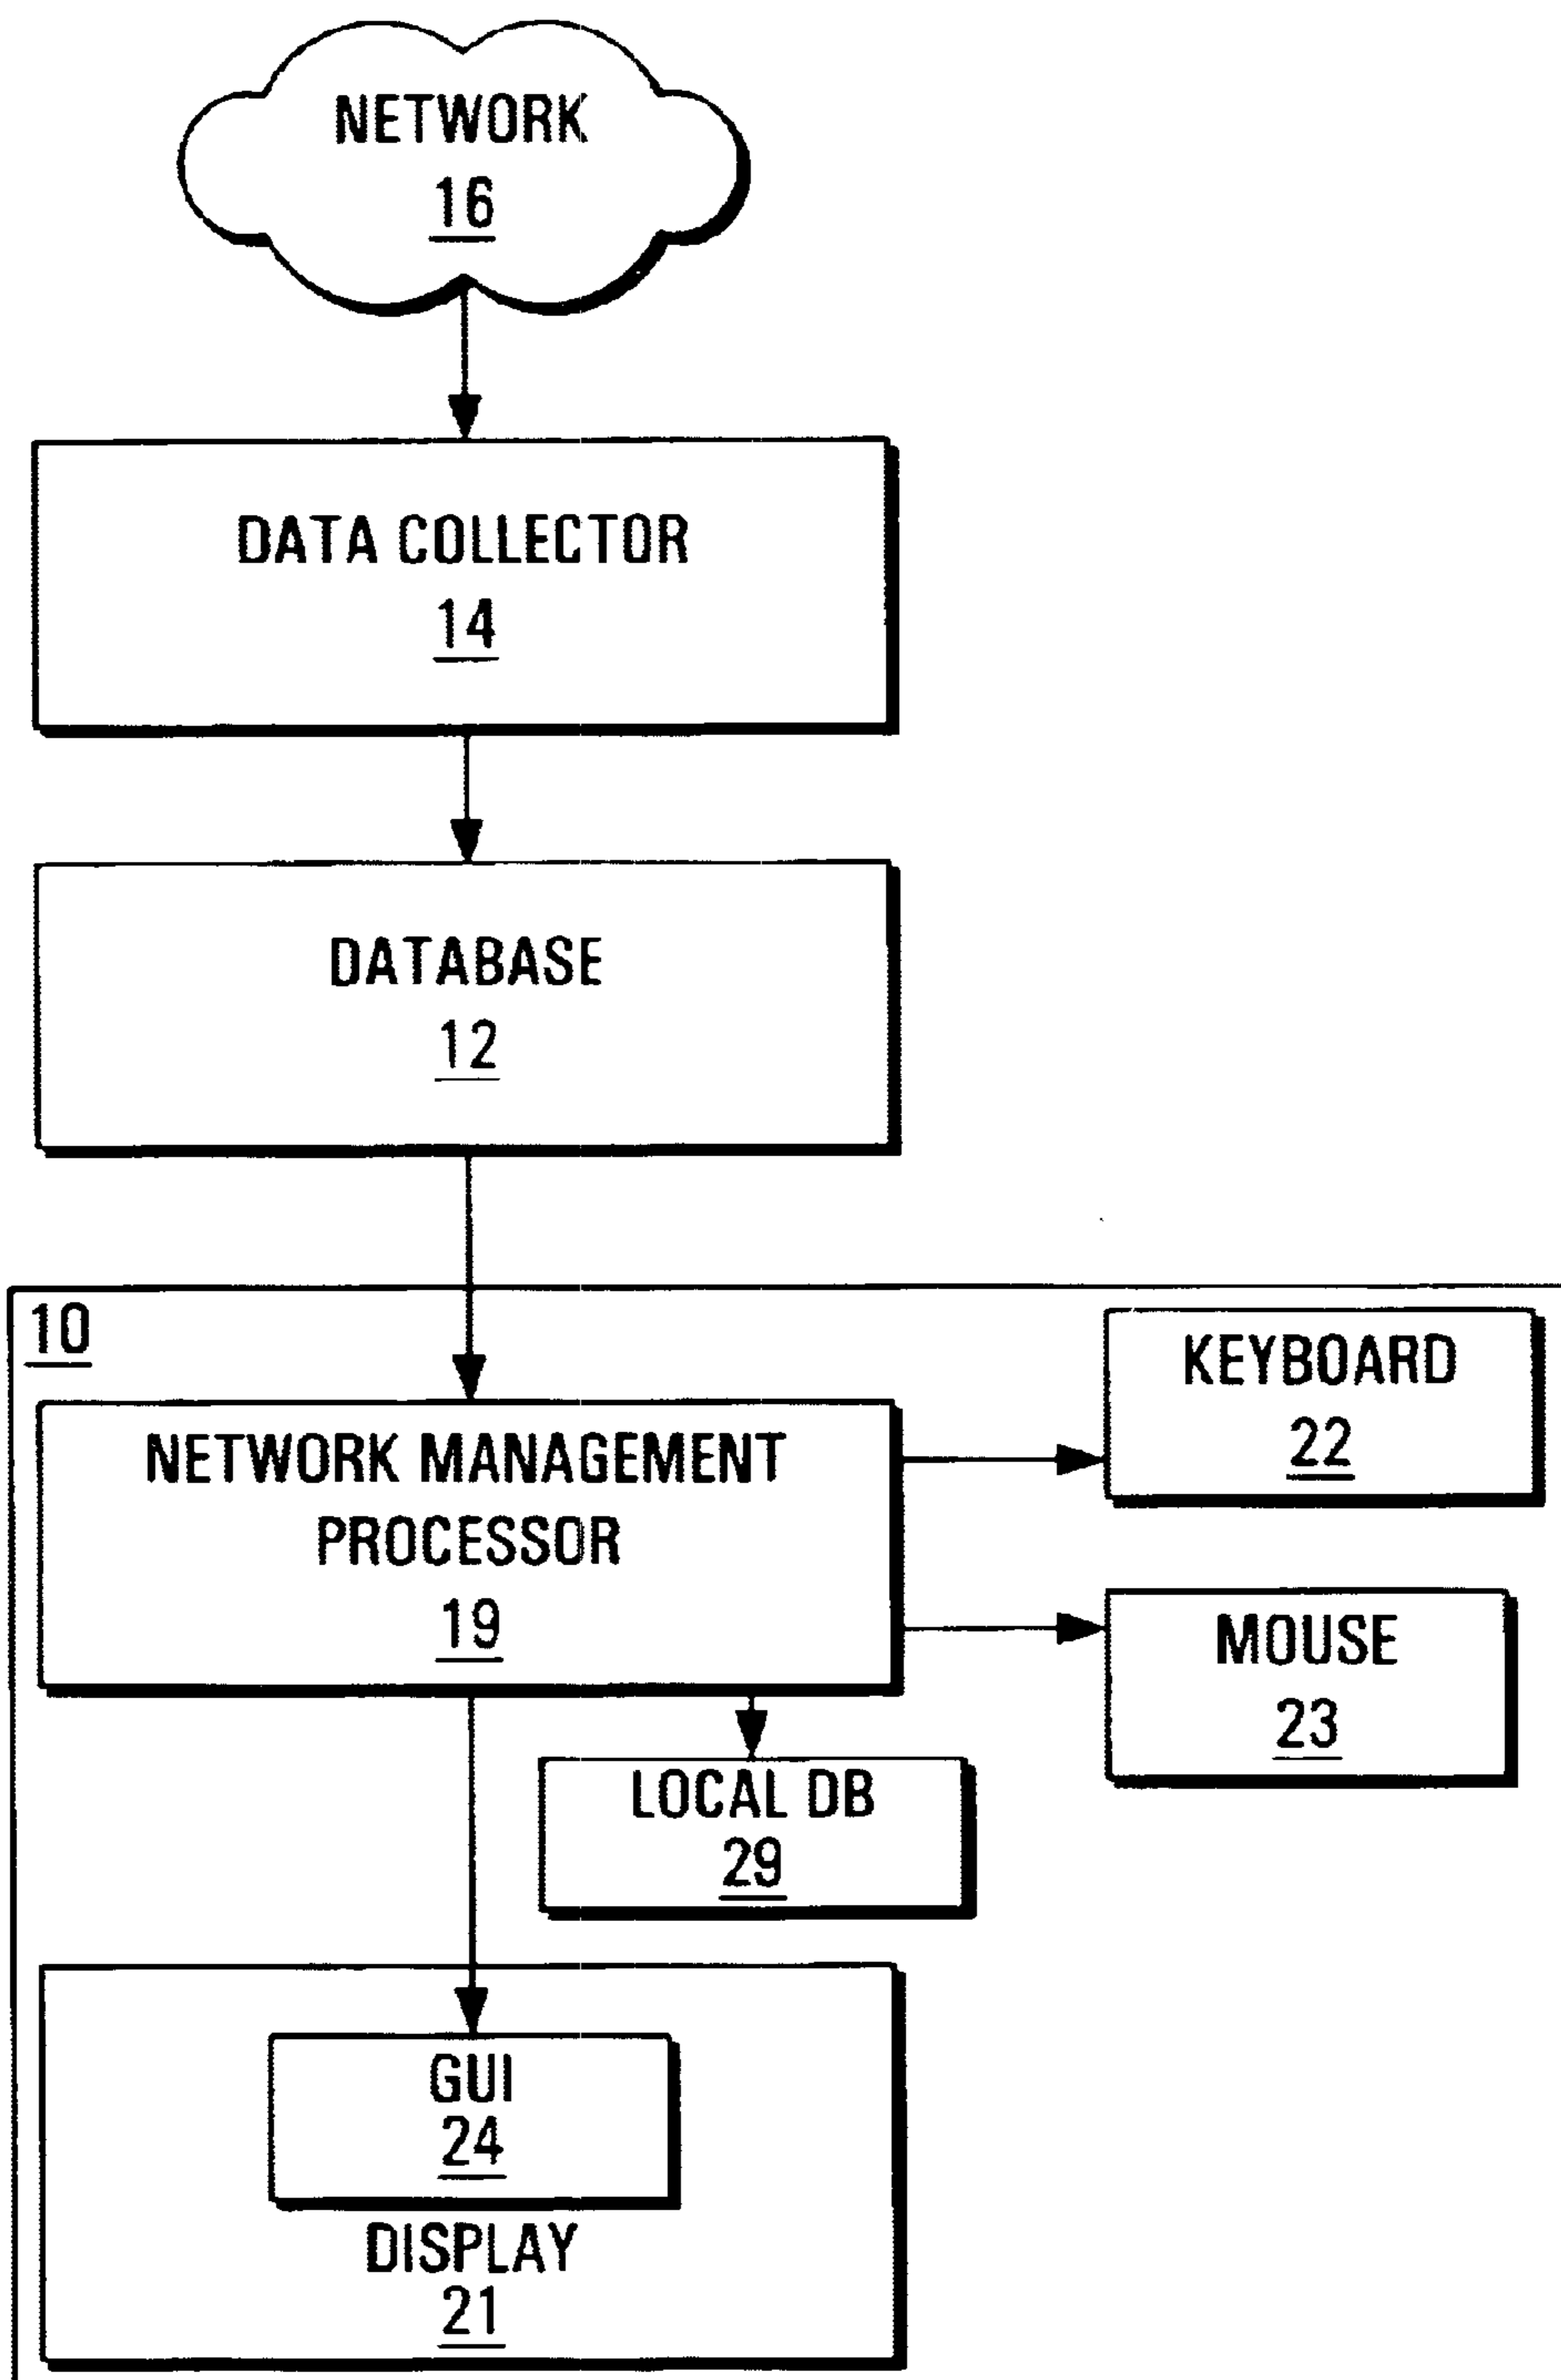 NETWORK
16
DATA COLLECTOR
14
DATABASE
12
10
KEYBOARD
22
NETWORK MANAGEMENT
PROCESSOR
19
MOUSE
23
LOCAL DB
29
GUI
24
DISPLAY
21